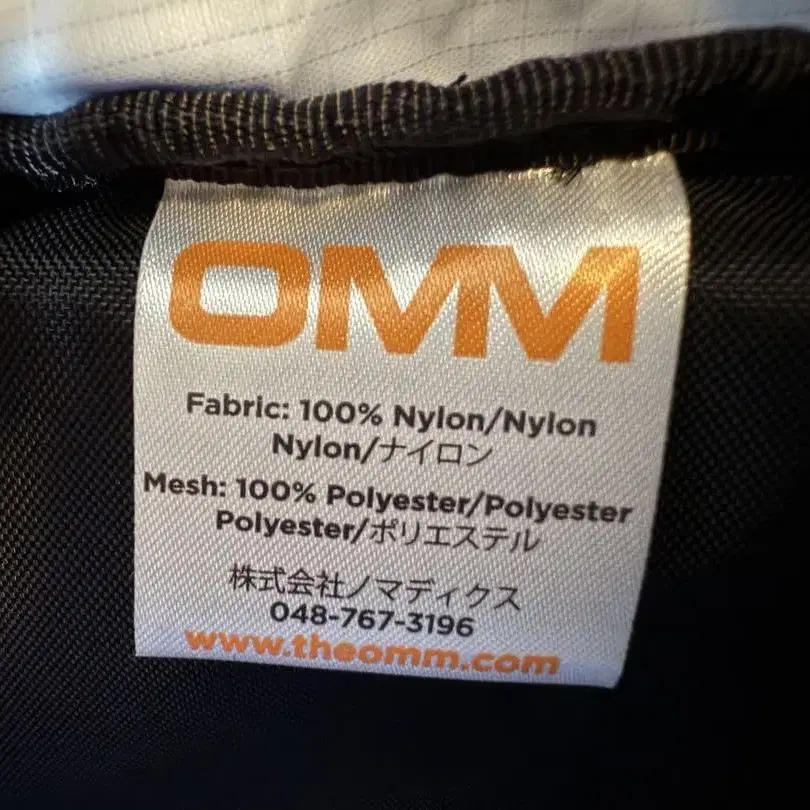 OMM
Fabric: 100% Nylon/Nylon
Nylon/ナイロン
Mesh: 100% Polyester/Polyester
Polyester/ポリエステル
株式会社ノマディクス
048-767-3196
www.theomm.com